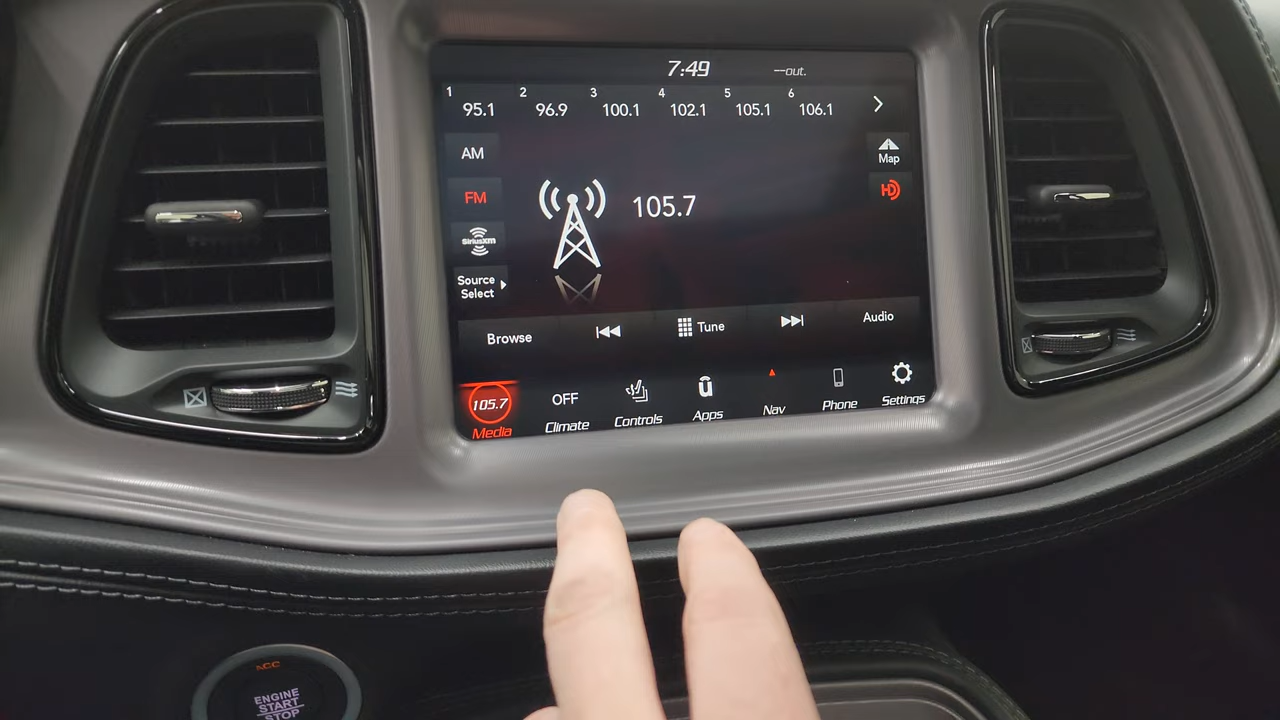 7:49 --out.
1 95.1 2 96.9 3 100.1 4 102.1 5 105.1 6 106.1
AM
Map
FM
HD
105.7
SiriusXM
Source
Select
Browse
Tune
Audio
105.7
OFF
Media
Climate
Controls
Apps
Nav
Phone
Settings
ACC
ENGINE
START
STOP